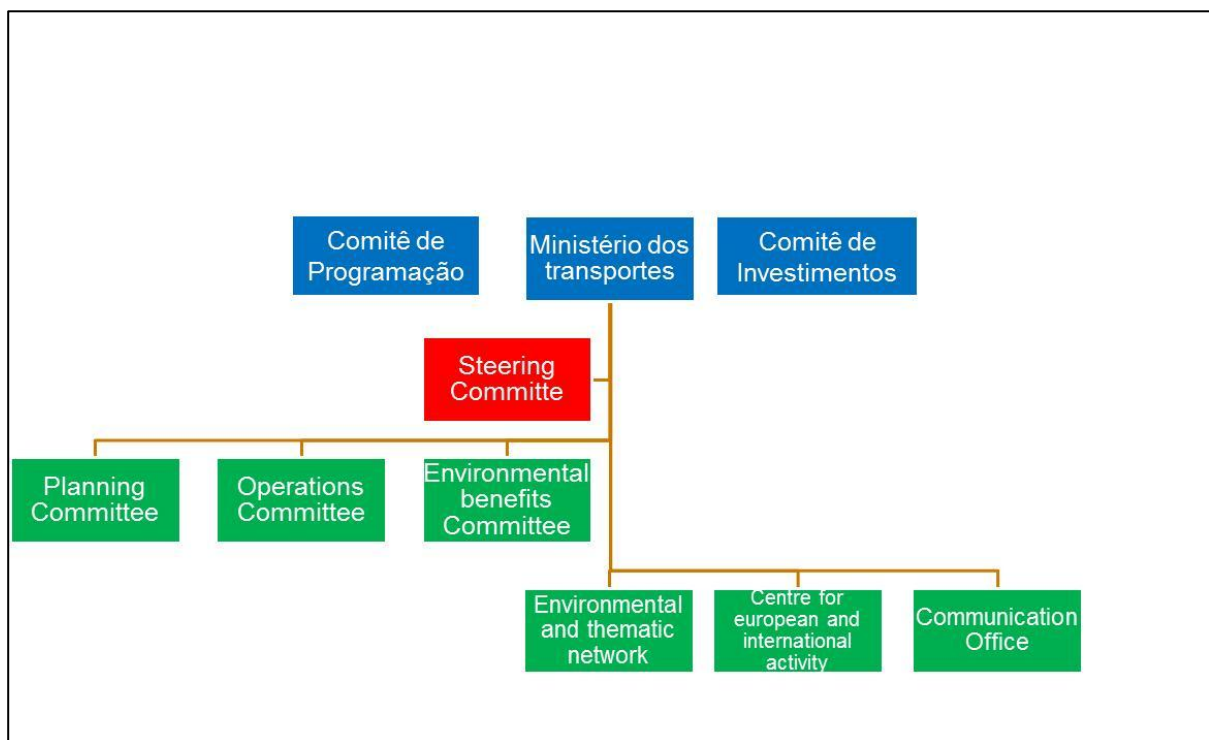 Comitê de
Programação
Ministério dos
transportes
Comitê de
Investimentos
Steering
Committe
Planning
Committee
Operations
Committee
Environmental
benefits
Committee
Environmental
and thematic
network
Centre for
european and
international
activity
Communication
Office